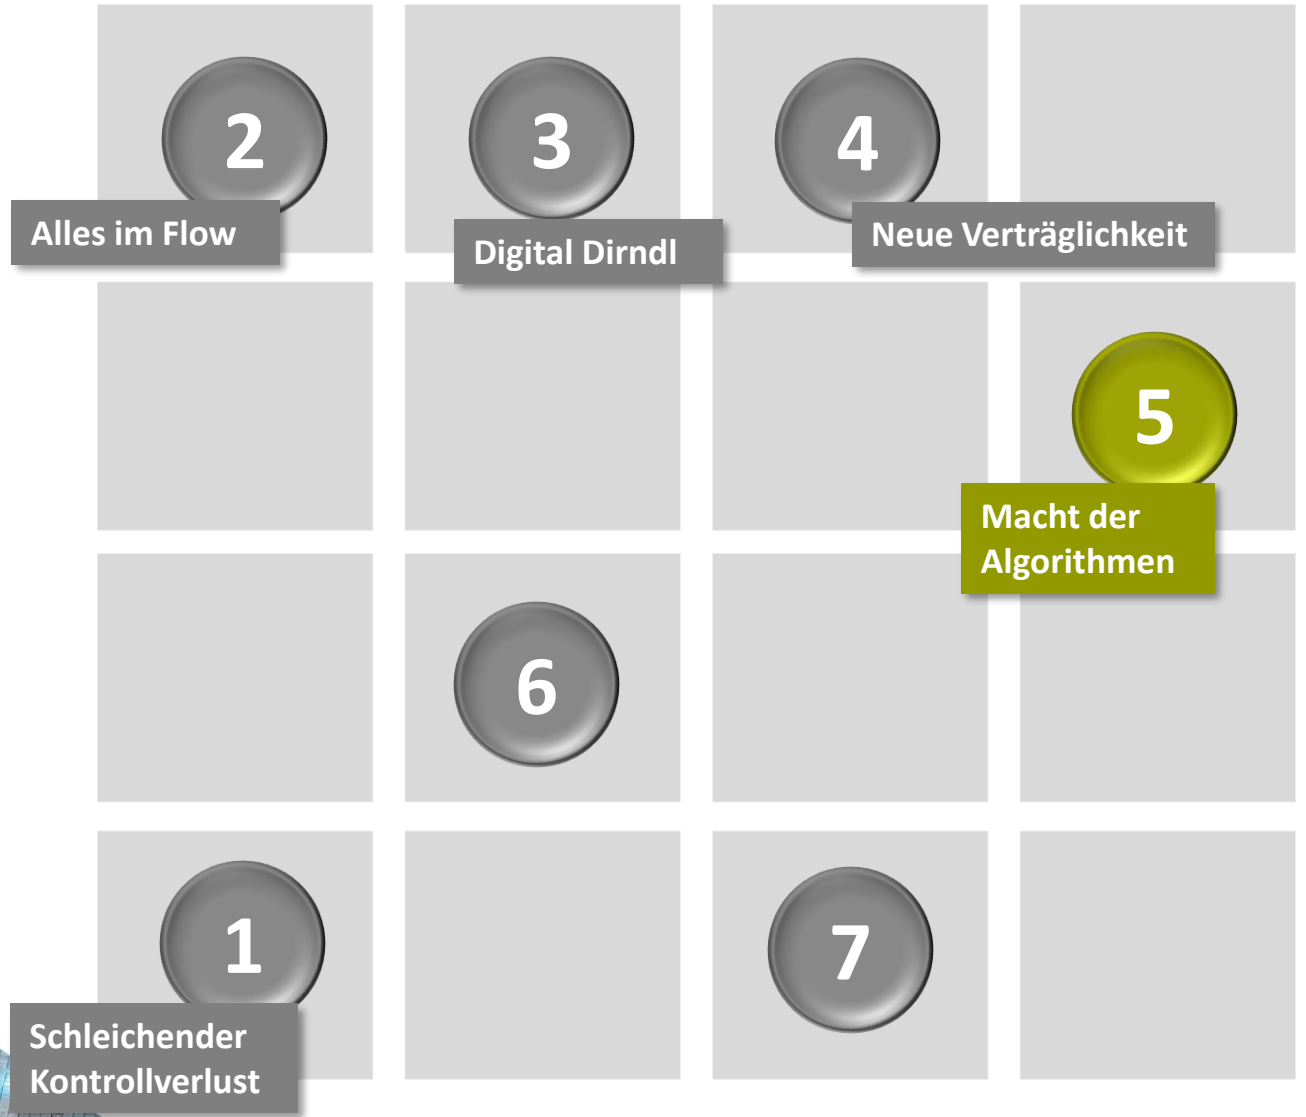 2
Alles im Flow
3
Digital Dirndl
4
Neue Verträglichkeit
5
Macht der
Algorithmen
6
1
Schleichender
Kontrollverlust
7